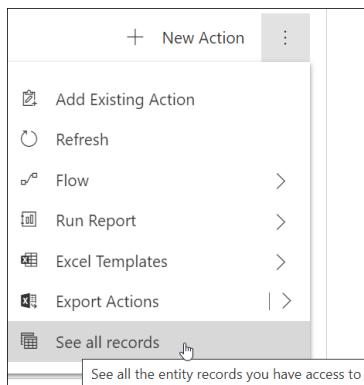 New Action
Add Existing Action
Refresh
Flow
Run Report
Excel Templates
Export Actions
See all records
See all the entity records you have access to